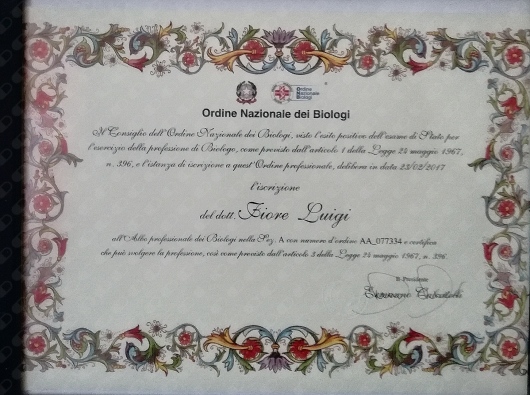 Ordine
Nazionale
Biologi
Ordine Nazionale dei Biologi
Il Consiglio dell'Ordine Nazionale dei Biologi, visto l'esito positivo dell'esame di Stato per
l'esercizio della professione di Biologo, come previsto dall'articolo 1 della Legge 24 maggio 1967,
n. 396, e l'istanza di iscrizione a quest'Ordine professionale, delibera in data 23/02/2017
l'iscrizione
del dott. Fiore Luigi
all'Albo professionale dei Biologi nella Sez. A con numero d'ordine AA_077334 e certifica
che può svolgere la professione, così come previsto dall'articolo 3 della Legge 24 maggio 1967, n. 396.
Il Presidente